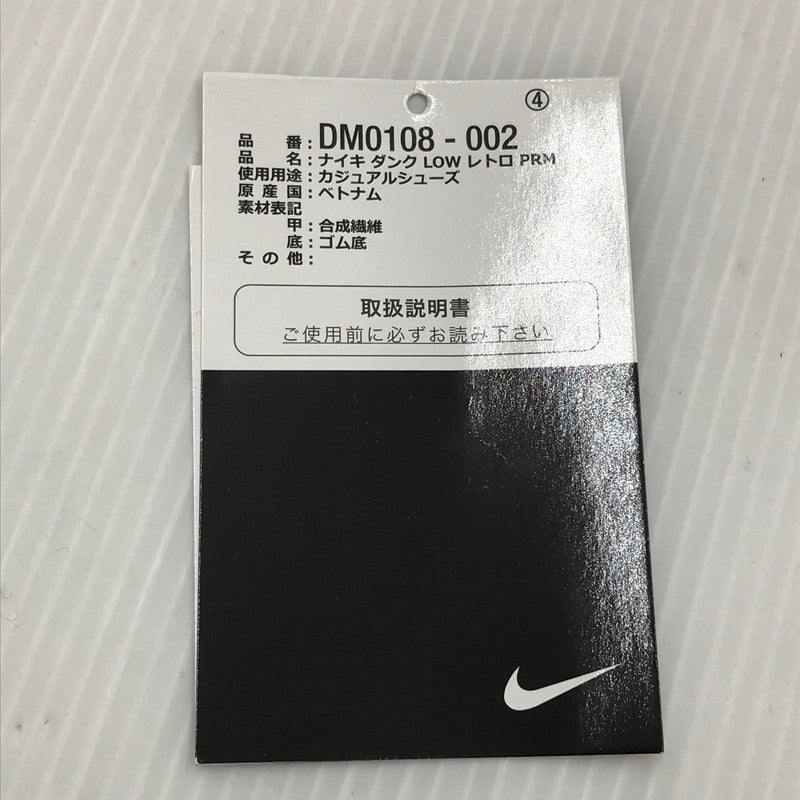 ④
品番:DM0108-002
品名:ナイキ ダンク LOW レトロ PRM
使用用途:カジュアルシューズ
原産国:ベトナム
素材表記
甲:合成繊維
底:ゴム底
その他:
取扱説明書
ご使用前に必ずお読み下さい